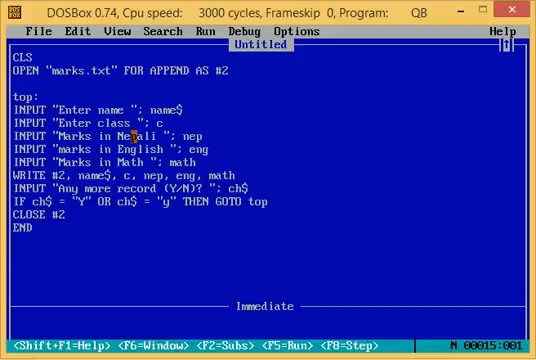 DOSBox 0.74, Cpu speed: 3000 cycles, Frameskip 0, Program: QB
File Edit View Search Run Debug Options Help
Untitled
CLS
OPEN "marks.txt" FOR APPEND AS #2
top:
INPUT "Enter name "; name$
INPUT "Enter class "; c
INPUT "Marks in Nepali "; nep
INPUT "marks in English "; eng
INPUT "Marks in Math "; math
WRITE #2, name$, c, nep, eng, math
INPUT "Any more record (Y/N)? "; ch$
IF ch$ = "Y" OR ch$ = "y" THEN GOTO top
CLOSE #2
END
Immediate
<Shift+F1=Help> <F6=Window> <F2=Subs> <F5=Run> <F8=Step> N 00015:001